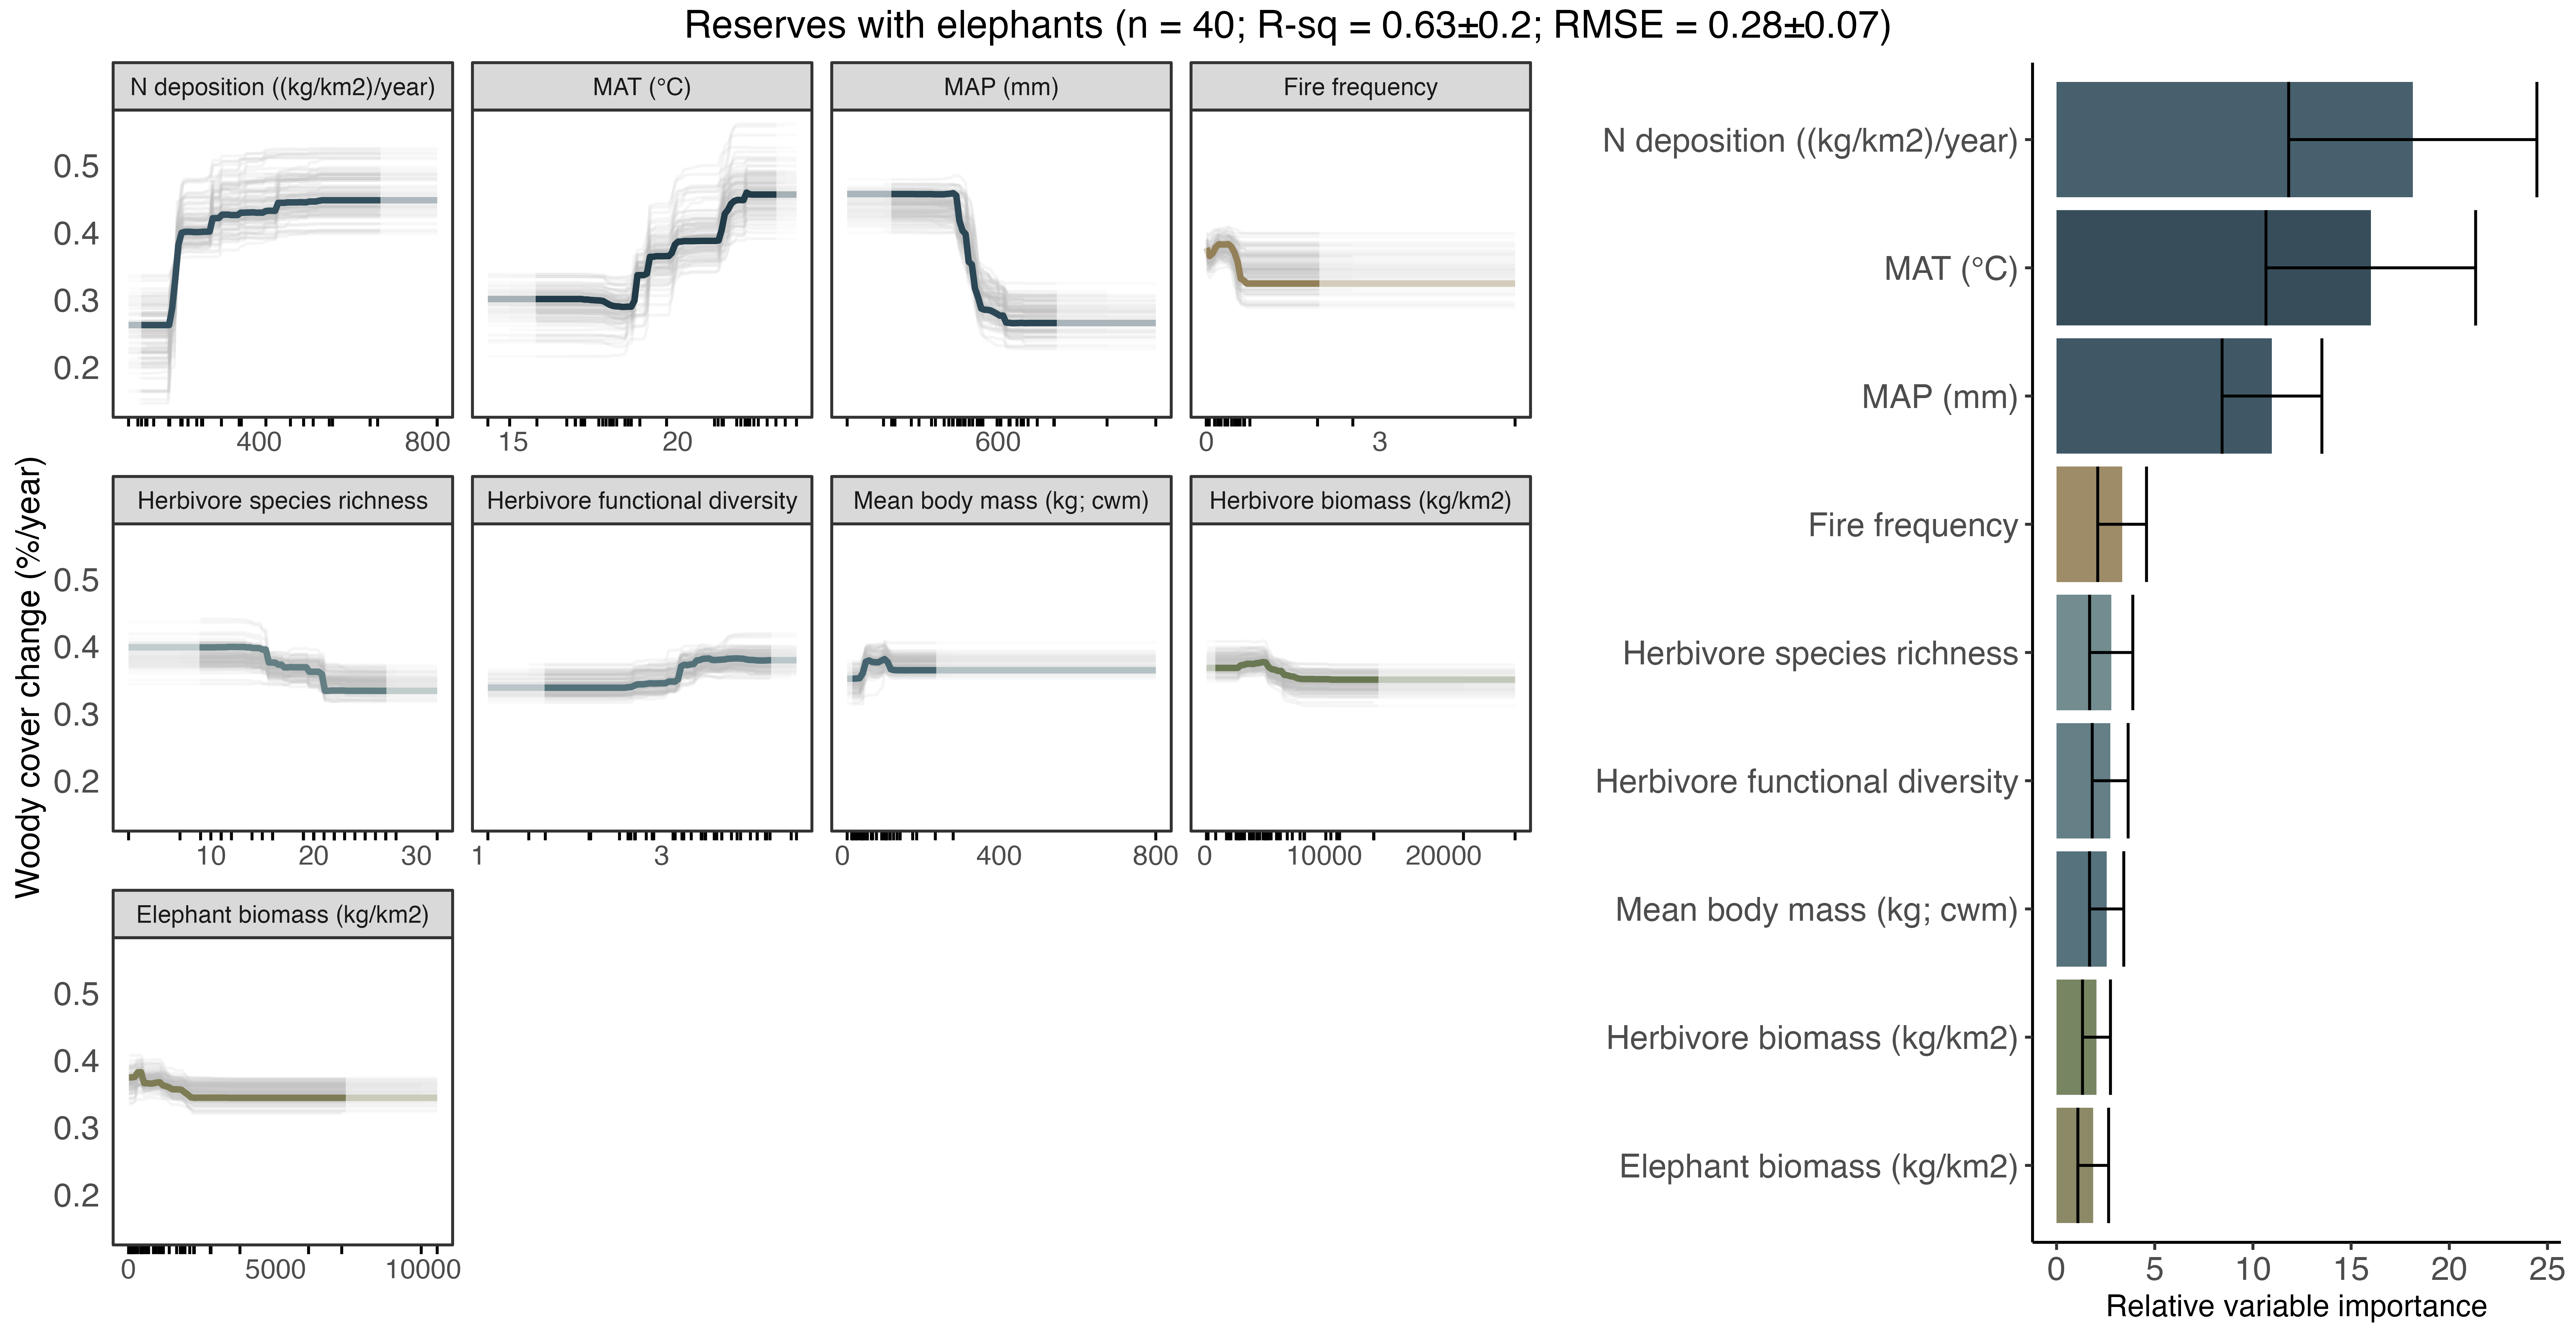 Reserves with elephants (n = 40; R-sq = 0.63±0.2; RMSE = 0.28±0.07)
Woody cover change (%/year)
N deposition ((kg/km2)/year) MAT (°C) MAP (mm) Fire frequency
0.5
0.4
0.3
0.2
400 800 15 20 600 0 3
Herbivore species richness Herbivore functional diversity Mean body mass (kg; cwm) Herbivore biomass (kg/km2)
0.5
0.4
0.3
0.2
10 20 30 1 3 0 400 800 0 10000 20000
Elephant biomass (kg/km2)
0.5
0.4
0.3
0.2
0 5000 10000
N deposition ((kg/km2)/year)
MAT (°C)
MAP (mm)
Fire frequency
Herbivore species richness
Herbivore functional diversity
Mean body mass (kg; cwm)
Herbivore biomass (kg/km2)
Elephant biomass (kg/km2)
0 5 10 15 20 25
Relative variable importance